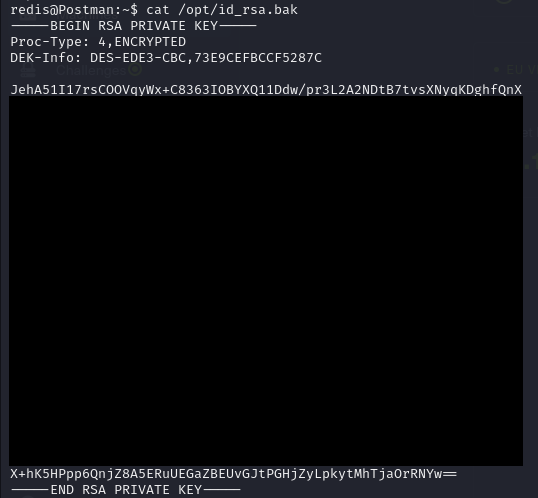 redis@Postman:~$ cat /opt/id_rsa.bak
-----BEGIN RSA PRIVATE KEY-----
Proc-Type: 4,ENCRYPTED
DEK-Info: DES-EDE3-CBC,73E9CEFBCCF5287C
JehA51I17rsCOOVqyWx+C8363IOBYXQ11Ddw/pr3L2A2NDtB7tvsXNyqKDghfQnX
X+hK5HPpp6QnjZ8A5ERuUEGaZBEUvGJtPGHjZyLpkytMhTjaOrRNYw==
-----END RSA PRIVATE KEY-----